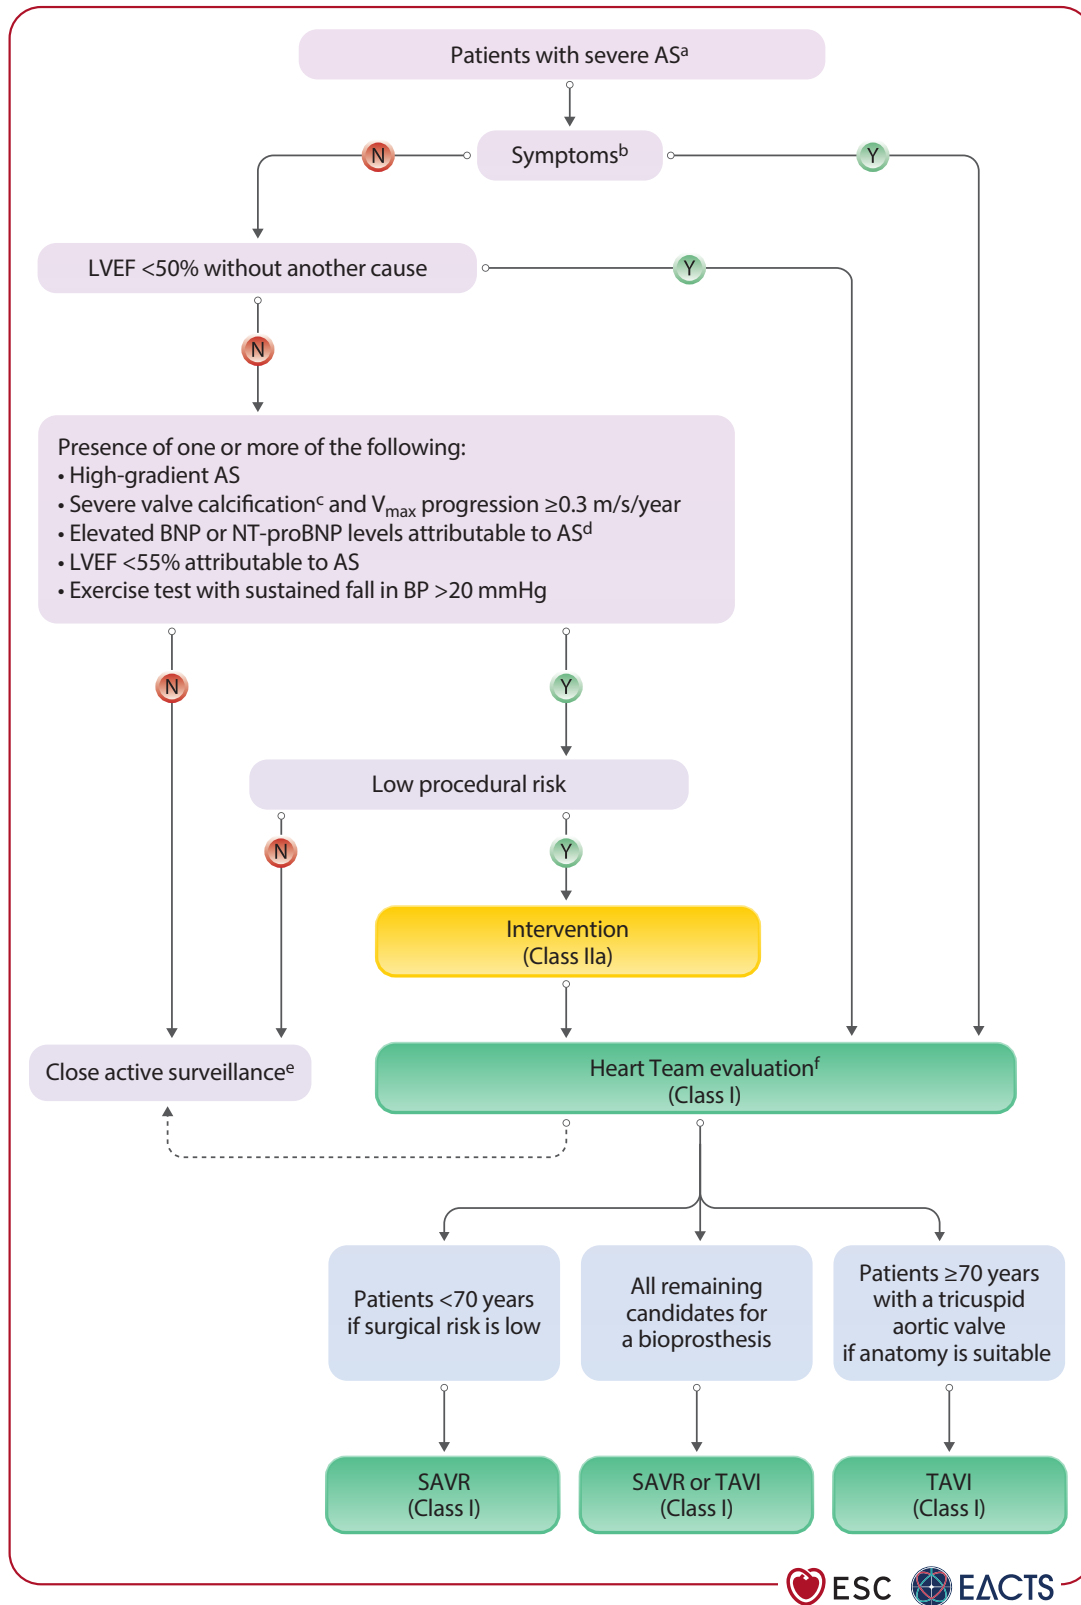 Patients with severe ASᵃ
Symptomsᵇ
N
Y
LVEF <50% without another cause
Y
N
Presence of one or more of the following:
• High-gradient AS
• Severe valve calcificationᶜ and Vmax progression ≥0.3 m/s/year
• Elevated BNP or NT-proBNP levels attributable to ASᵈ
• LVEF <55% attributable to AS
• Exercise test with sustained fall in BP >20 mmHg
N
Y
Low procedural risk
N
Y
Intervention
(Class IIa)
Close active surveillanceᵉ
Heart Team evaluationᶠ
(Class I)
Patients <70 years
if surgical risk is low
All remaining
candidates for
a bioprosthesis
Patients ≥70 years
with a tricuspid
aortic valve
if anatomy is suitable
SAVR
(Class I)
SAVR or TAVI
(Class I)
TAVI
(Class I)
ESC
EACTS